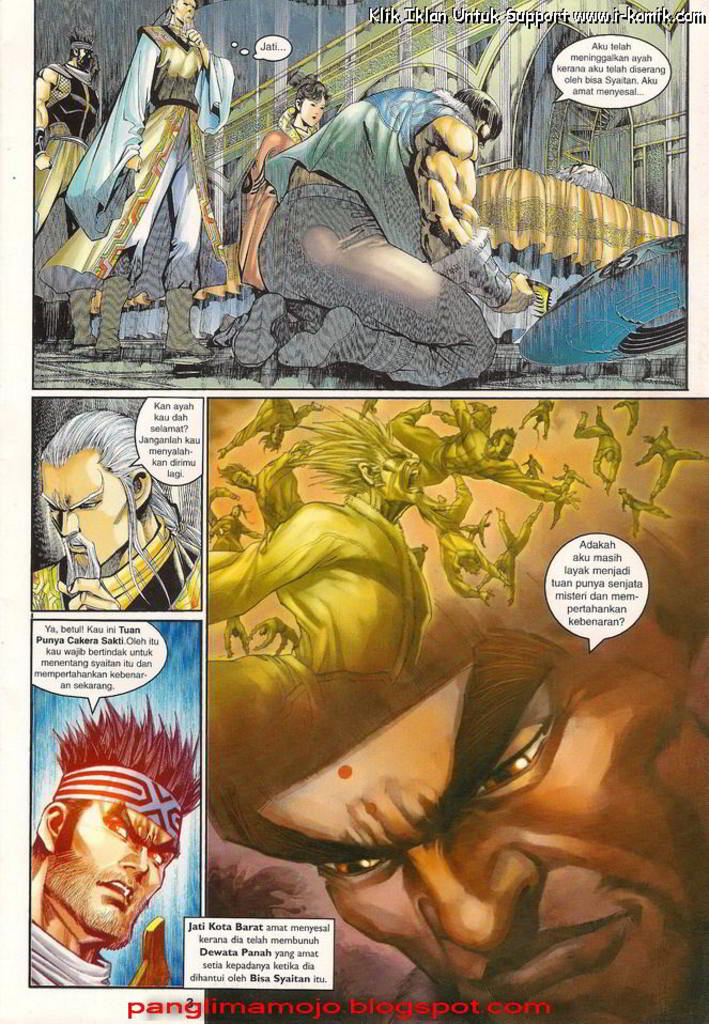 Klik Iklan Untuk Support www.i-komik.com
Jati...
Aku telah
meninggalkan ayah
kerana aku telah diserang
oleh bisa Syaitan. Aku
amat menyesal...
Kan ayah
kau dah
selamat?
Janganlah kau
menyalah-
kan dirimu
lagi.
Adakah
aku masih
layak menjadi
tuan punya senjata
misteri dan mem-
pertahankan
kebenaran?
Ya, betul! Kau ini Tuan
Punya Cakera Sakti.Oleh itu
kau wajib bertindak untuk
menentang syaitan itu dan
mempertahankan kebenar-
an sekarang.
Jati Kota Barat amat menyesal
kerana dia telah membunuh
Dewata Panah yang amat
setia kepadanya ketika dia
dihantui oleh Bisa Syaitan itu.
2
panglimamojo.blogspot.com